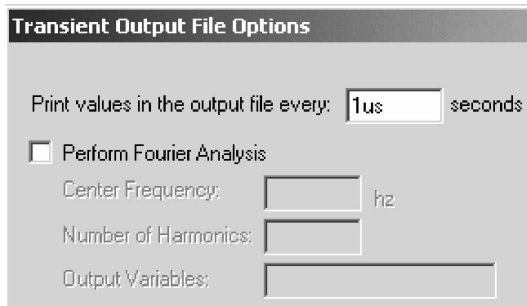 Transient Output File Options
Print values in the output file every: 1us seconds
Perform Fourier Analysis
Center Frequency: hz
Number of Harmonics:
Output Variables: